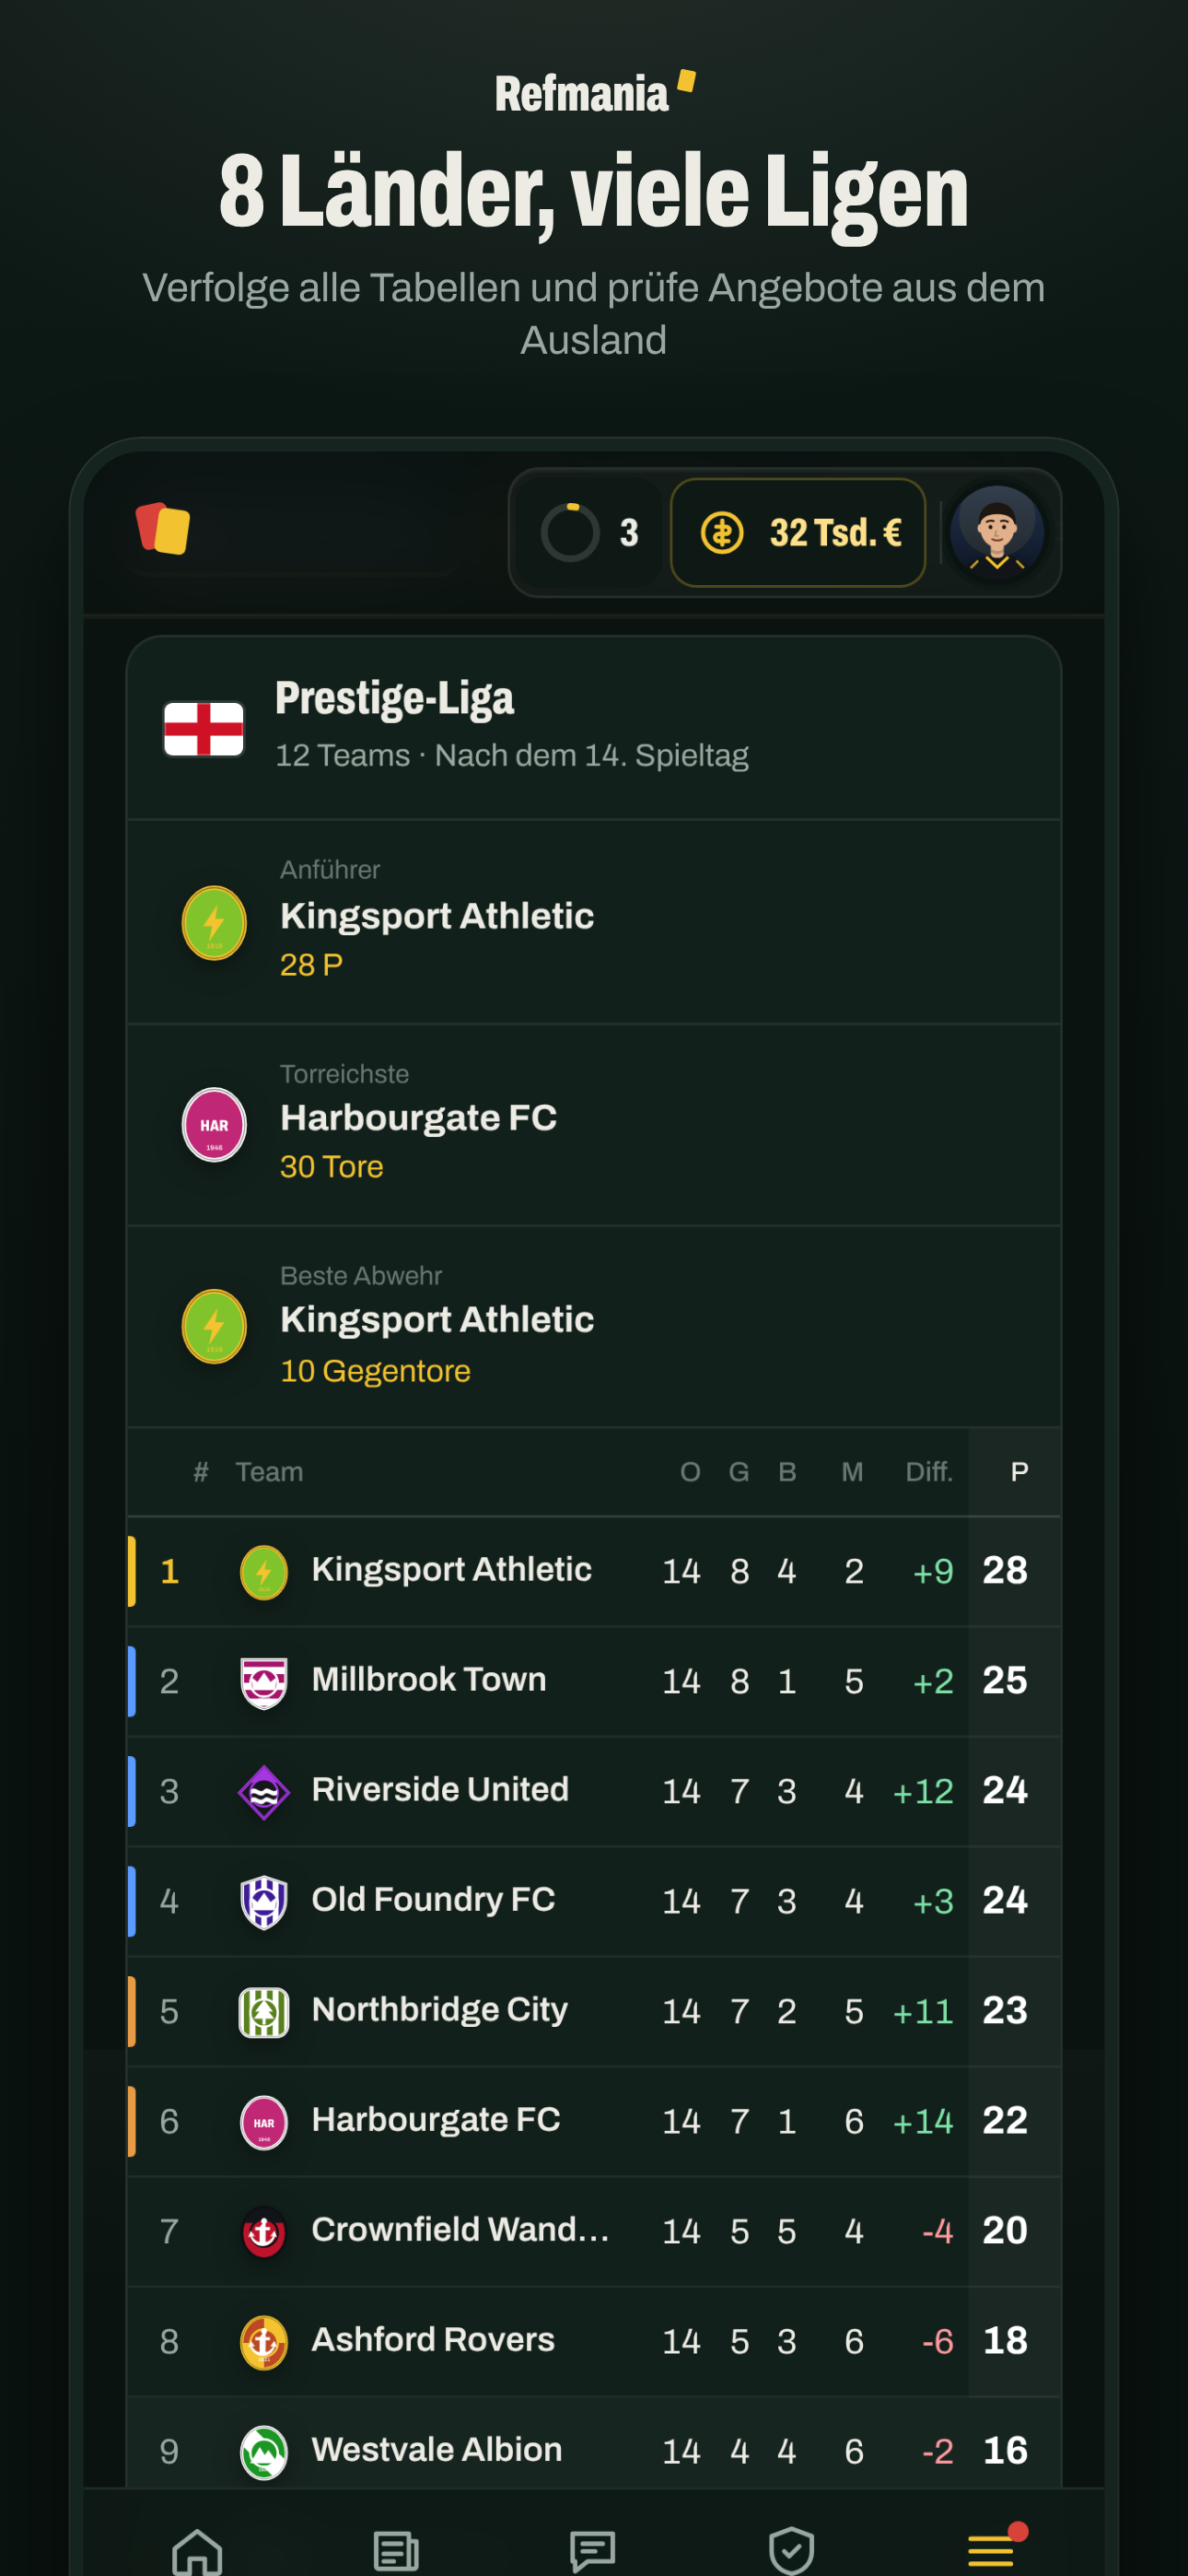 Refmania
8 Länder, viele Ligen
Verfolge alle Tabellen und prüfe Angebote aus dem
Ausland
3
32 Tsd. €
Prestige-Liga
12 Teams · Nach dem 14. Spieltag
Anführer
Kingsport Athletic
28 P
Torreichste
HAR
1946
Harbourgate FC
30 Tore
Beste Abwehr
Kingsport Athletic
10 Gegentore
# Team O G B M Diff. P
1 Kingsport Athletic 14 8 4 2 +9 28
2 Millbrook Town 14 8 1 5 +2 25
3 Riverside United 14 7 3 4 +12 24
4 Old Foundry FC 14 7 3 4 +3 24
5 Northbridge City 14 7 2 5 +11 23
6 HAR Harbourgate FC 14 7 1 6 +14 22
7 Crownfield Wand... 14 5 5 4 -4 20
8 Ashford Rovers 14 5 3 6 -6 18
9 Westvale Albion 14 4 4 6 -2 16